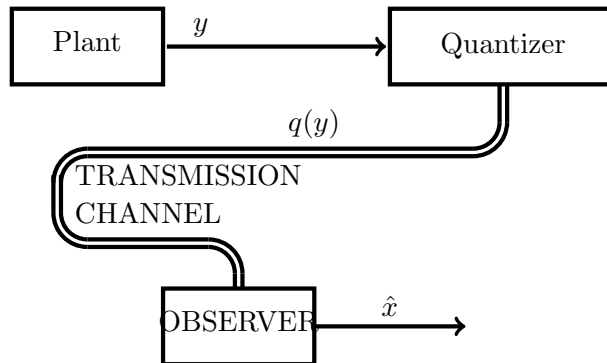 Plant
y
Quantizer
q(y)
TRANSMISSION
CHANNEL
OBSERVER
x̂